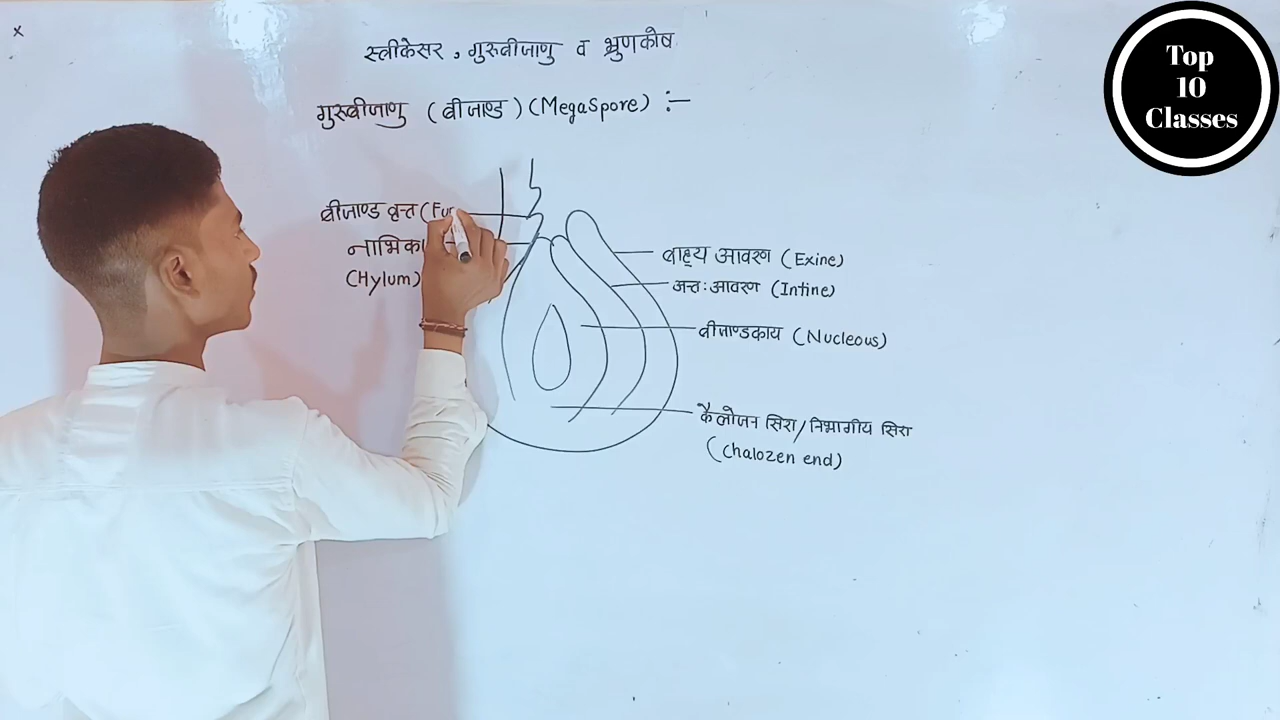 स्त्रीकेसर, गुरुबीजाणु व भ्रुणकोष
गुरुबीजाणु (बीजाण्ड) (MegaSpore) :–
Top
10
Classes
बीजाण्ड वृन्त (Fu
नाभिका
(Hylum)
बाह्य आवरण (Exine)
अन्तः आवरण (Intine)
बीजाण्डकाय (Nucleous)
कैलोजन सिरा/निभागीय सिरा
(Chalozen end)